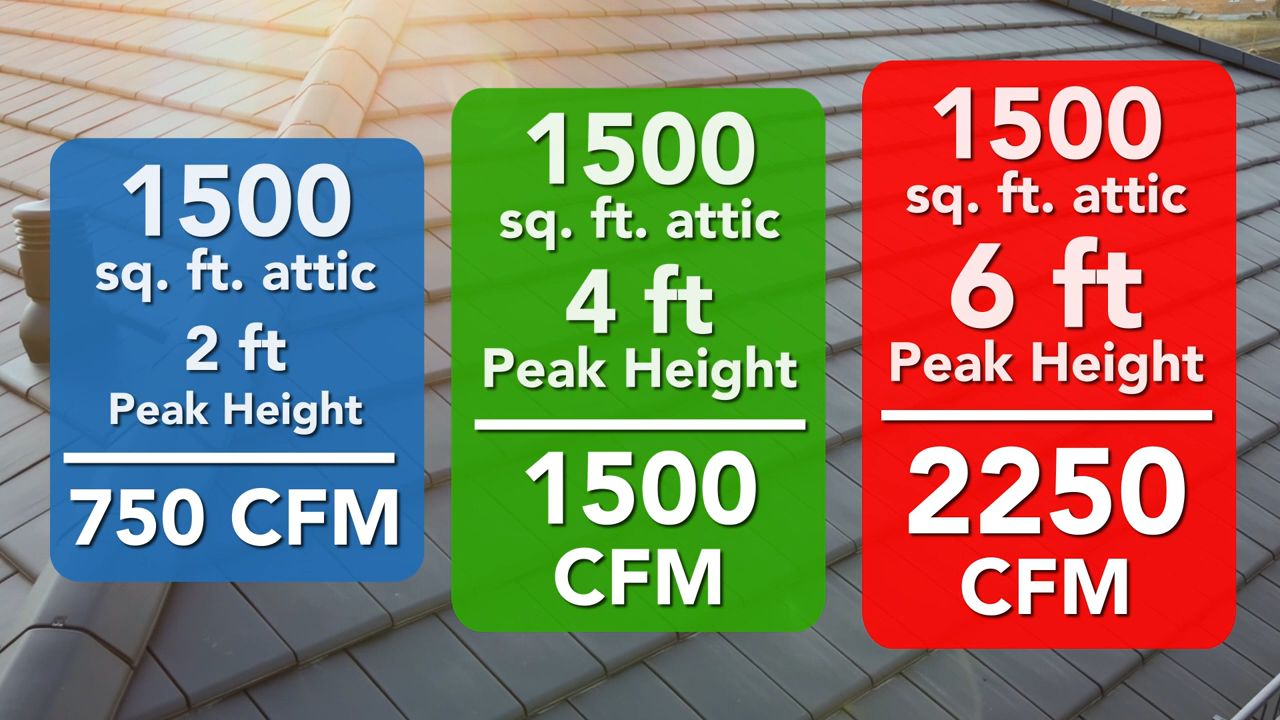 1500
sq. ft. attic
2 ft
Peak Height
750 CFM
1500
sq. ft. attic
4 ft
Peak Height
1500
CFM
1500
sq. ft. attic
6 ft
Peak Height
2250
CFM